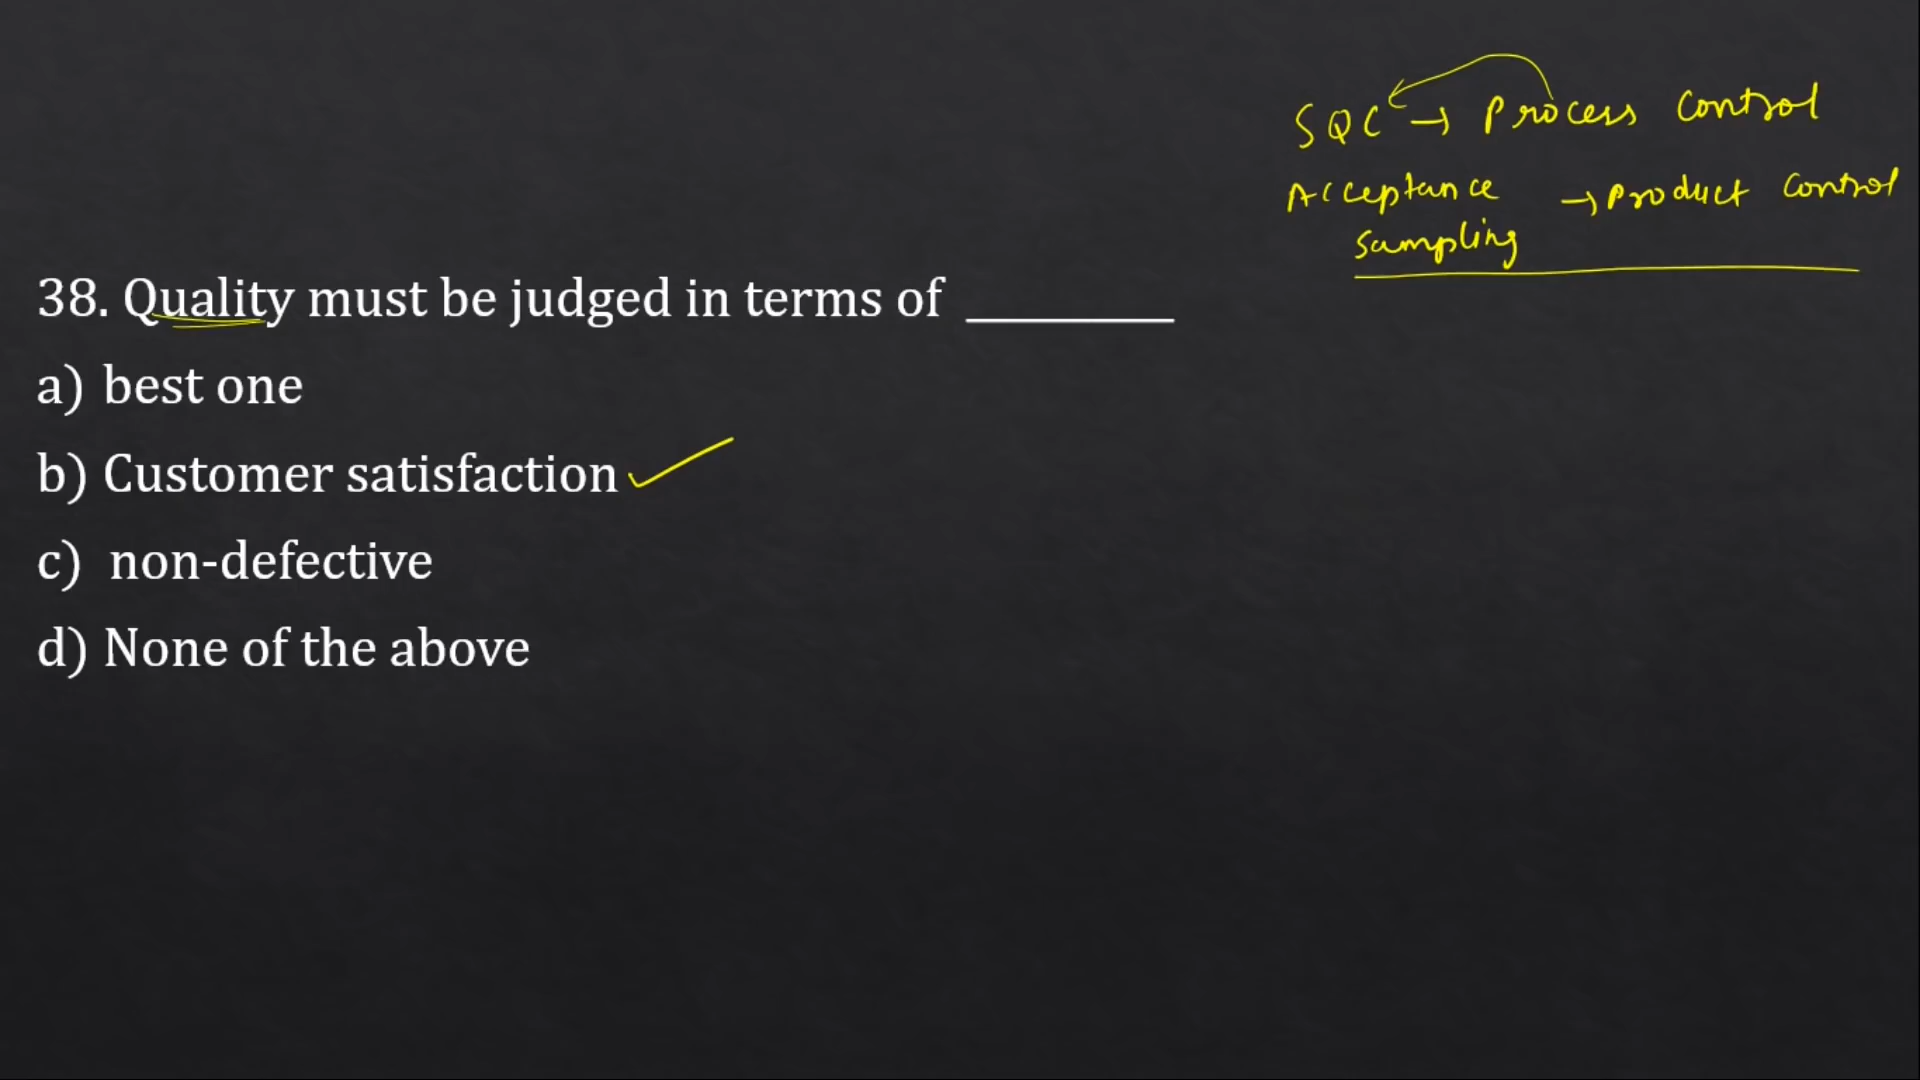 SQC → Process Control
Acceptance → Product Control
Sampling
38. Quality must be judged in terms of ________
a) best one
b) Customer satisfaction ✓
c) non-defective
d) None of the above